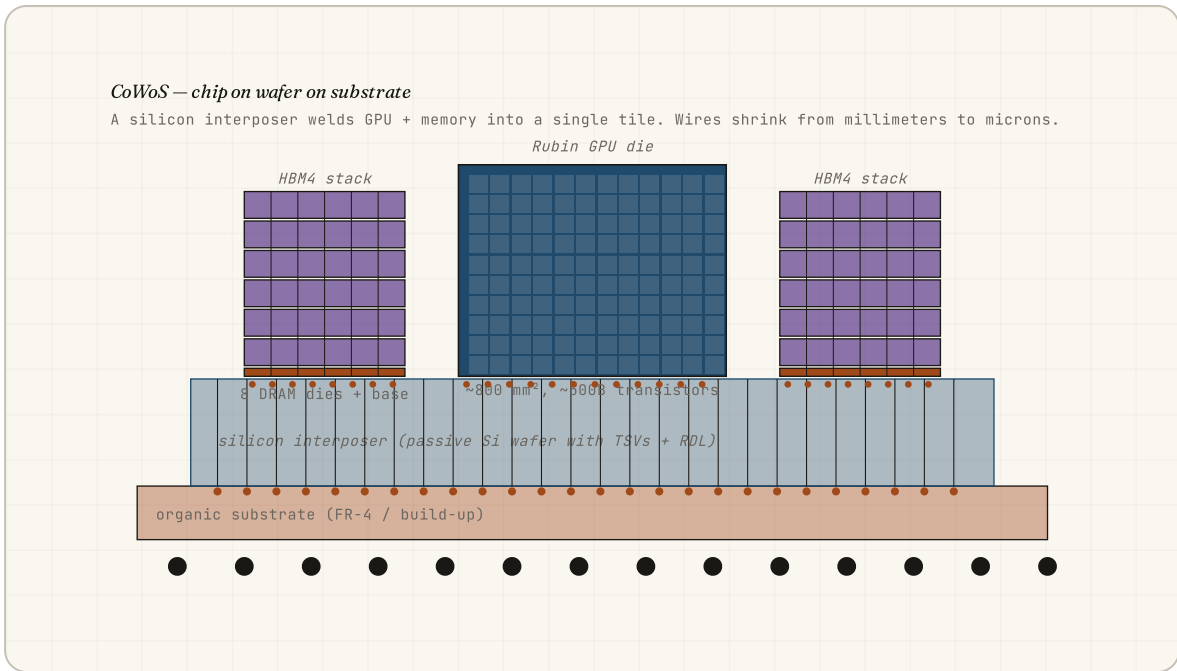 CoWoS — chip on wafer on substrate
A silicon interposer welds GPU + memory into a single tile. Wires shrink from millimeters to microns.
Rubin GPU die
HBM4 stack
HBM4 stack
8 DRAM dies + base
~800 mm², ~500B transistors
silicon interposer (passive Si wafer with TSVs + RDL)
organic substrate (FR-4 / build-up)